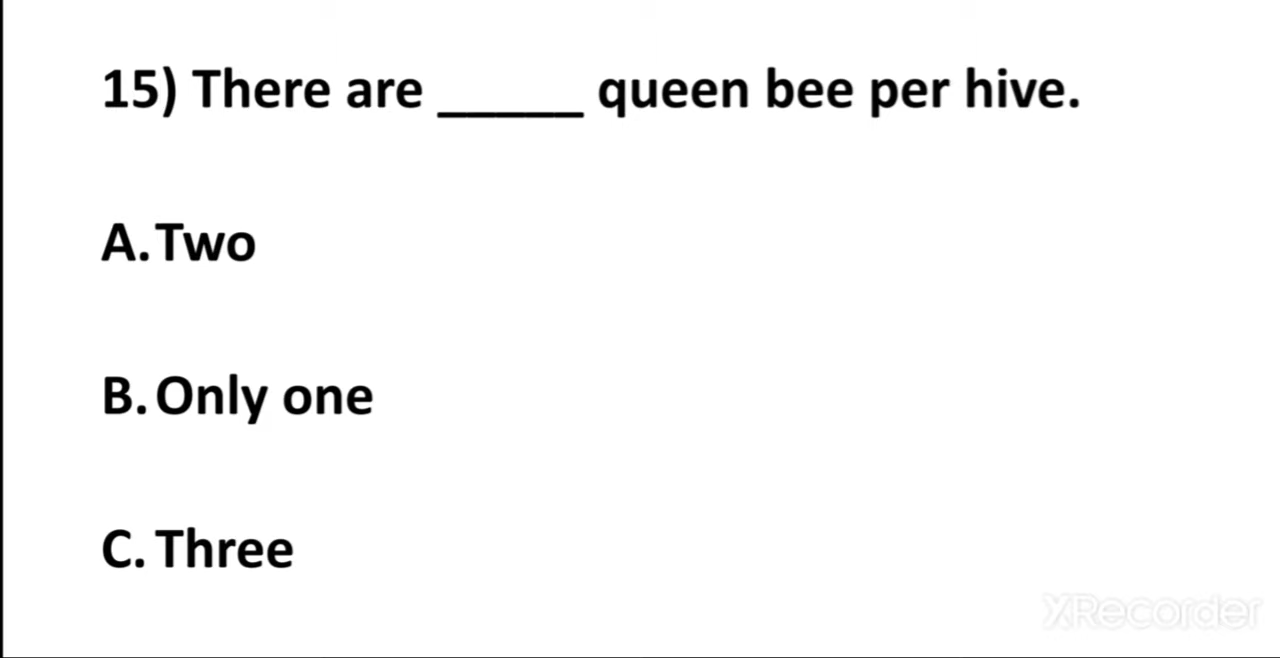 15) There are _____ queen bee per hive.
A. Two
B. Only one
C. Three
XRecorder